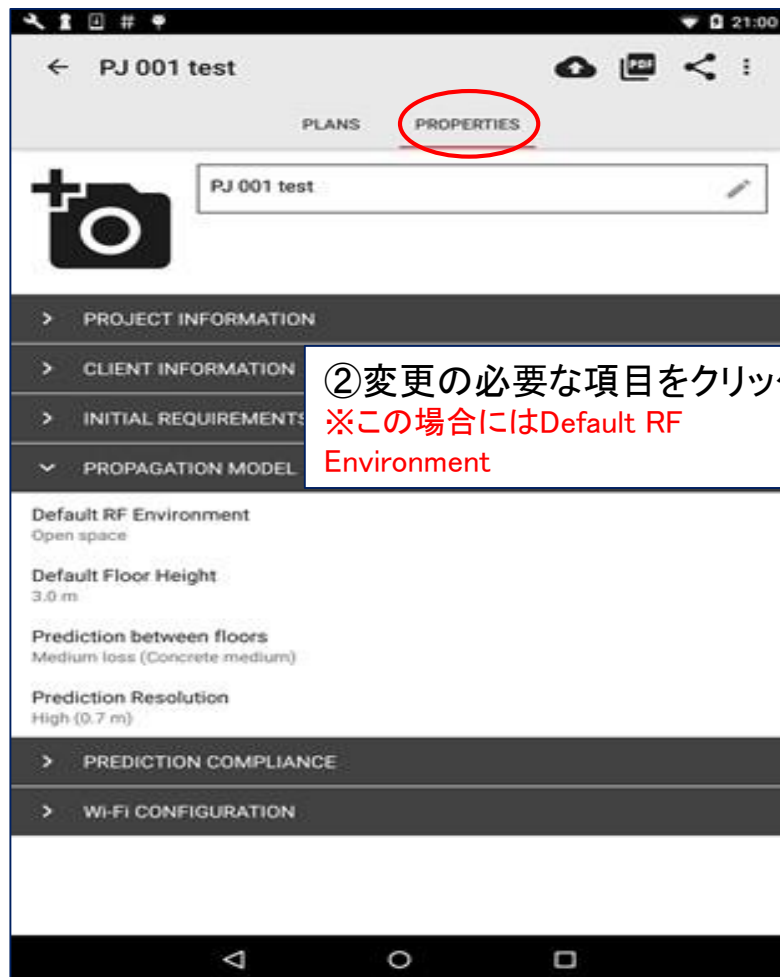 21:00
PJ 001 test
PDF
PLANS PROPERTIES
PJ 001 test
PROJECT INFORMATION
CLIENT INFORMATION
②変更の必要な項目をクリック
INITIAL REQUIREMENTS
※この場合にはDefault RF
Environment
PROPAGATION MODEL
Default RF Environment
Open space
Default Floor Height
3.0 m
Prediction between floors
Medium loss (Concrete medium)
Prediction Resolution
High (0.7 m)
PREDICTION COMPLIANCE
Wi-Fi CONFIGURATION